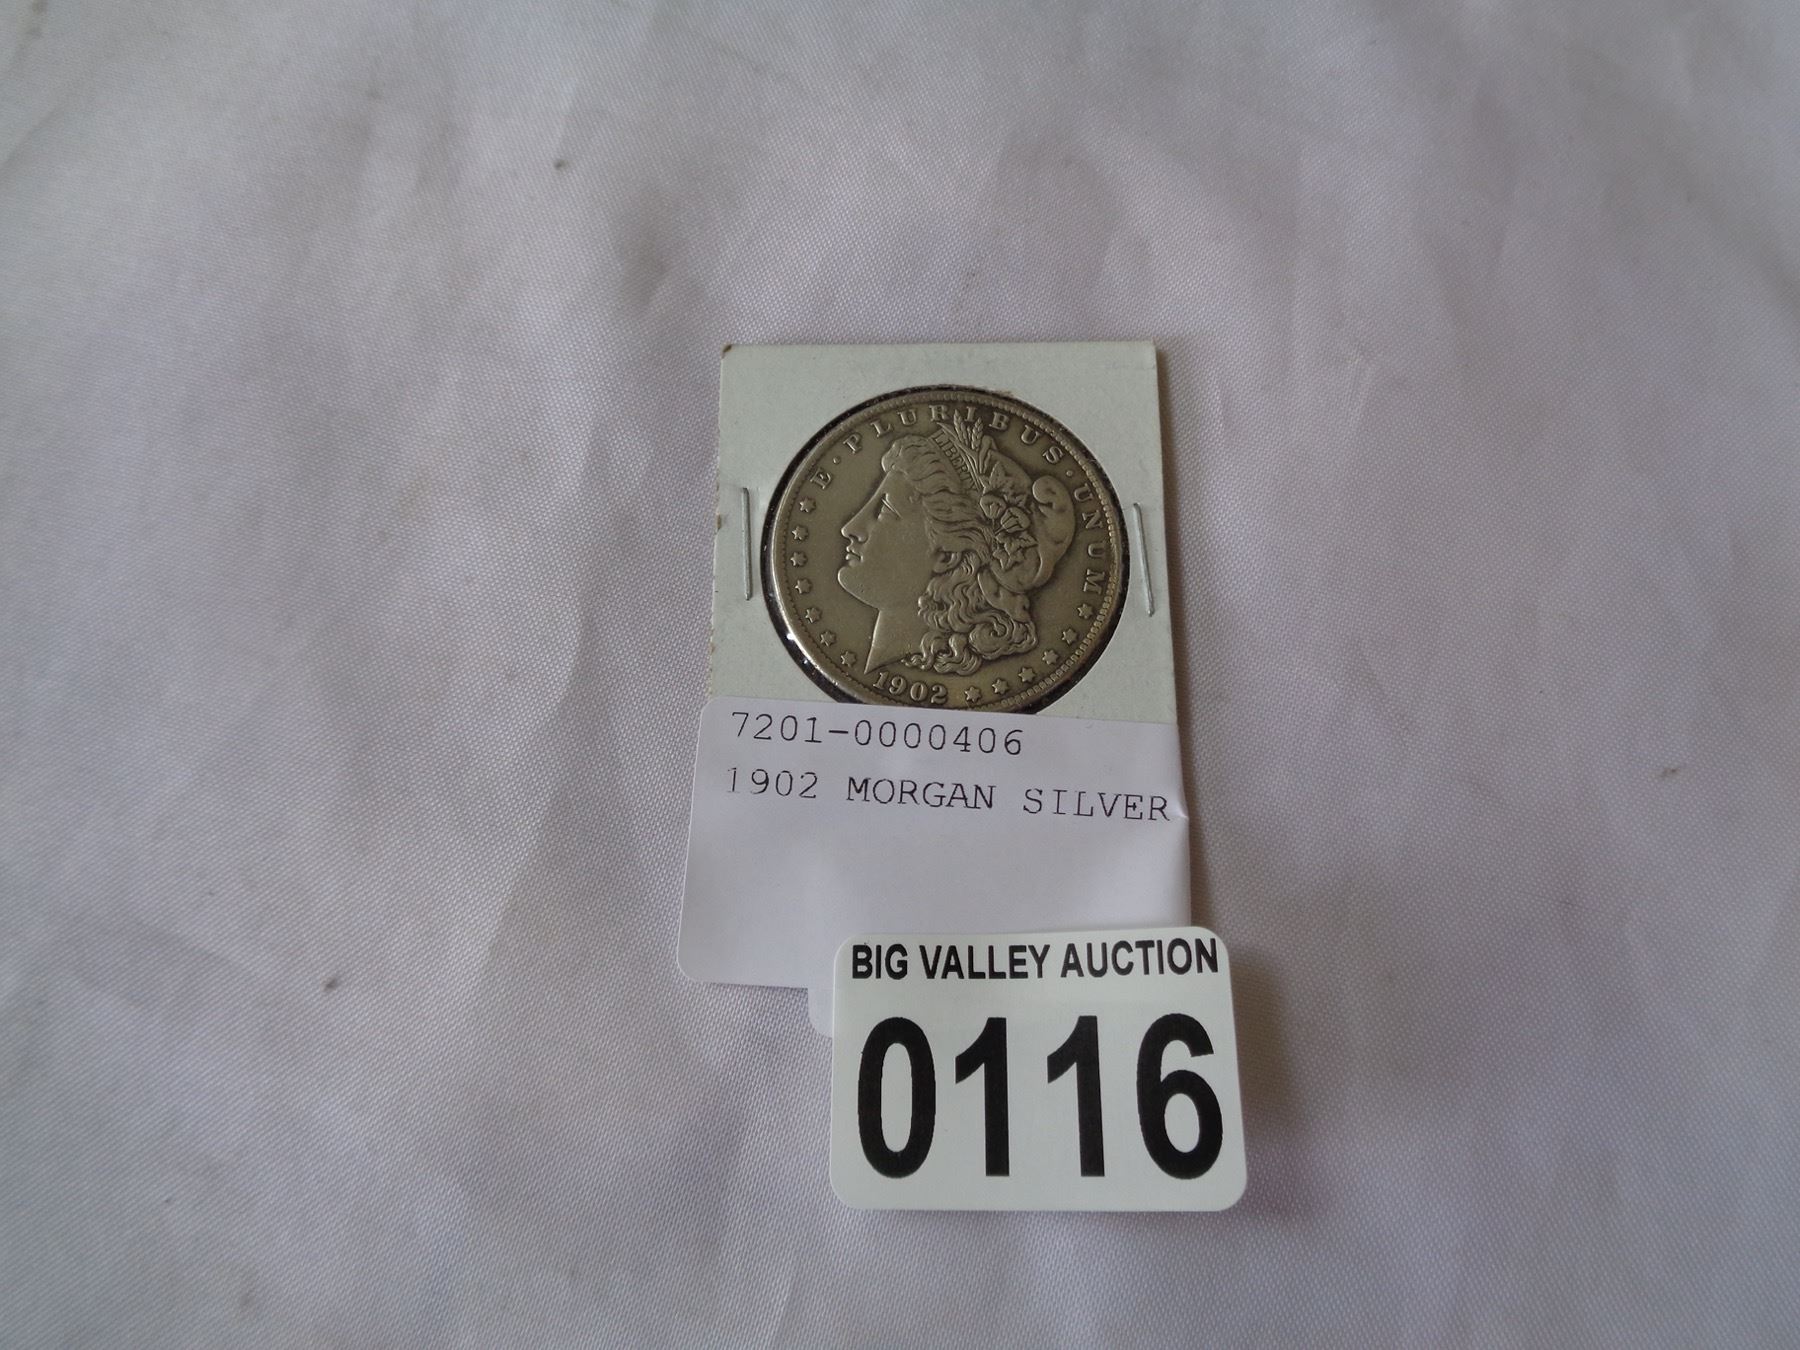 E·PLURIBUS·UNUM
LIBERTY
1902
7201-0000406
1902 MORGAN SILVER
BIG VALLEY AUCTION
0116